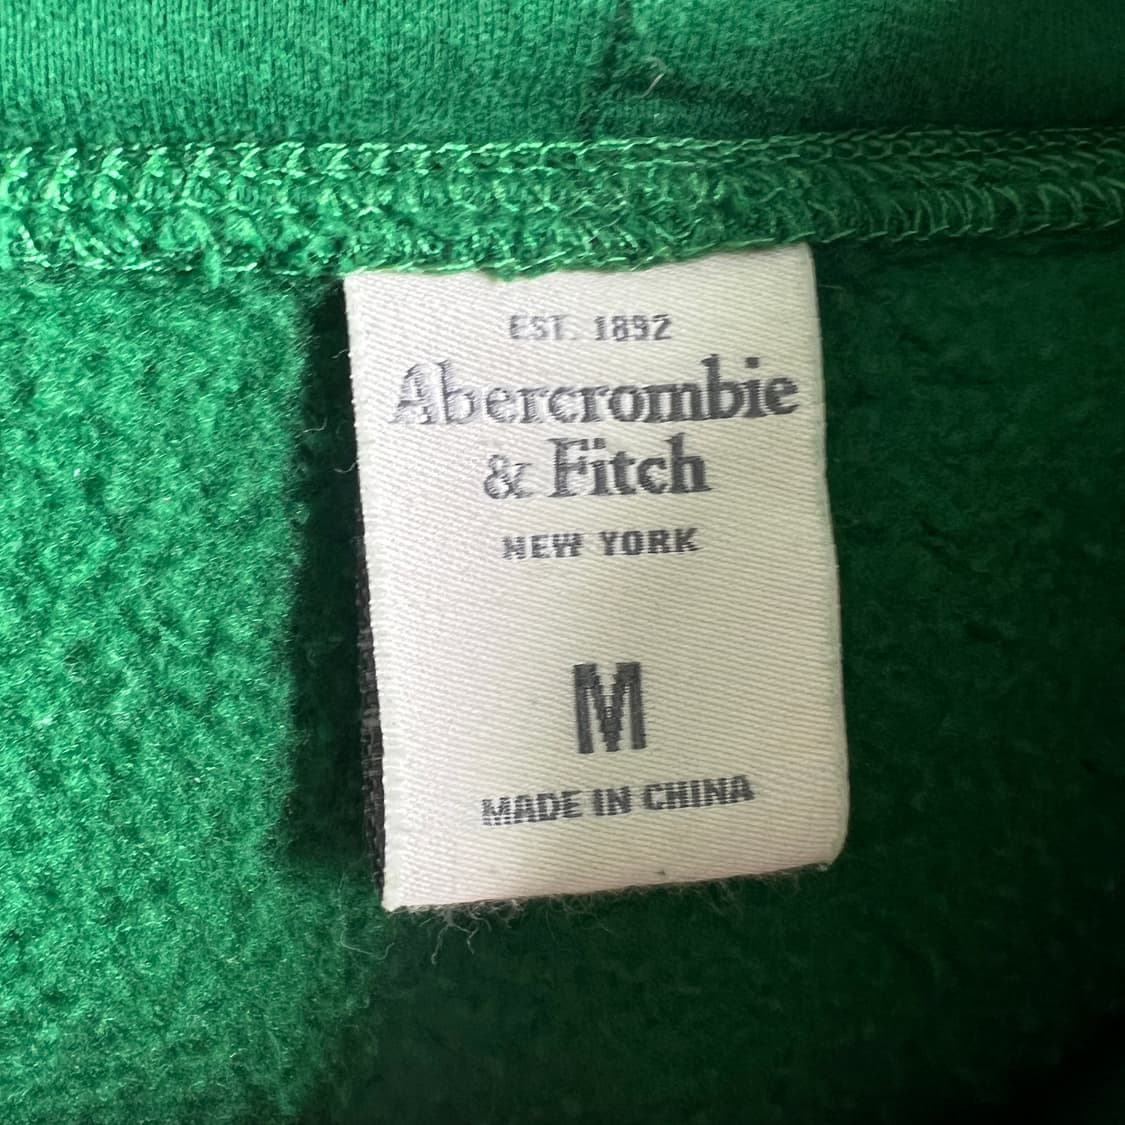 EST. 1892
Abercrombie
& Fitch
NEW YORK
M
MADE IN CHINA